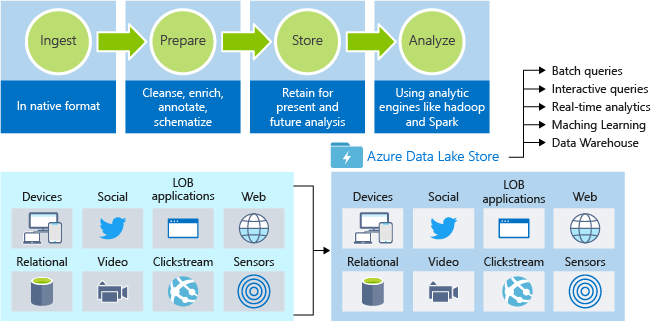 Ingest
Prepare
Store
Analyze
In native format
Cleanse, enrich,
annotate,
schematize
Retain for
present and
future analysis
Using analytic
engines like hadoop
and Spark
Batch queries
Interactive queries
Real-time analytics
Maching Learning
Data Warehouse
Azure Data Lake Store
Devices
Social
LOB
applications
Web
Relational
Video
Clickstream
Sensors
Devices
Social
LOB
applications
Web
Relational
Video
Clickstream
Sensors